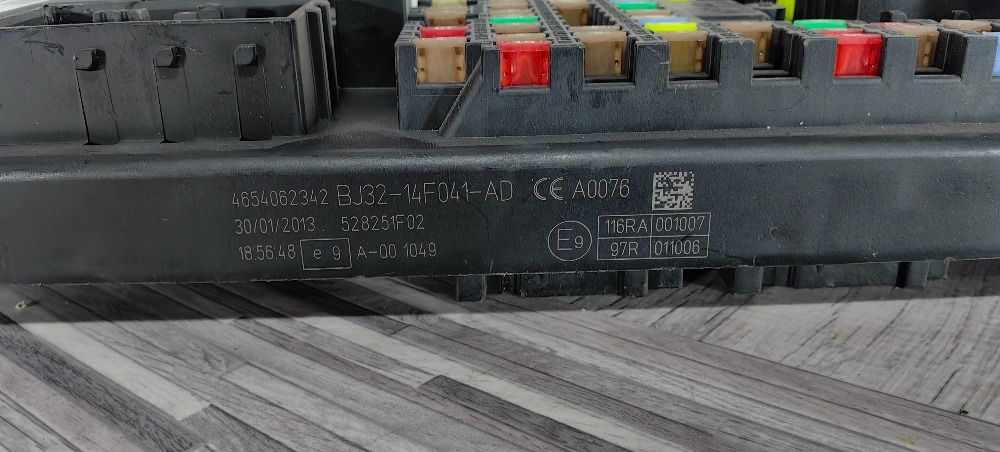 4654062342 BJ32-14F041-AD CE A0076
30/01/2013. 528251F02
18:56:48 e 9 A-00 1049
E9
116RA 001007
97R 011006